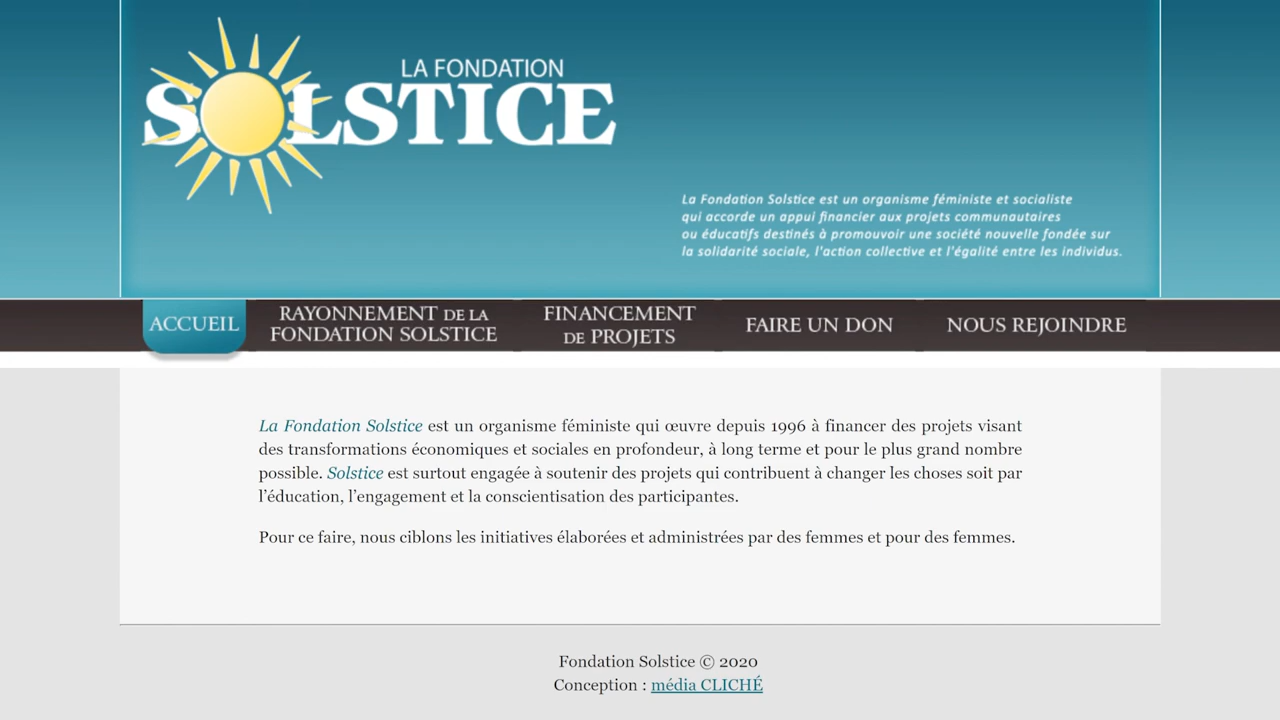 LA FONDATION
SOLSTICE
La Fondation Solstice est un organisme féministe et socialiste
qui accorde un appui financier aux projets communautaires
ou éducatifs destinés à promouvoir une société nouvelle fondée sur
la solidarité sociale, l'action collective et l'égalité entre les individus.
ACCUEIL
RAYONNEMENT DE LA
FONDATION SOLSTICE
FINANCEMENT
DE PROJETS
FAIRE UN DON
NOUS REJOINDRE
La Fondation Solstice est un organisme féministe qui œuvre depuis 1996 à financer des projets visant
des transformations économiques et sociales en profondeur, à long terme et pour le plus grand nombre
possible. Solstice est surtout engagée à soutenir des projets qui contribuent à changer les choses soit par
l’éducation, l’engagement et la conscientisation des participantes.
Pour ce faire, nous ciblons les initiatives élaborées et administrées par des femmes et pour des femmes.
Fondation Solstice © 2020
Conception : média CLICHÉ